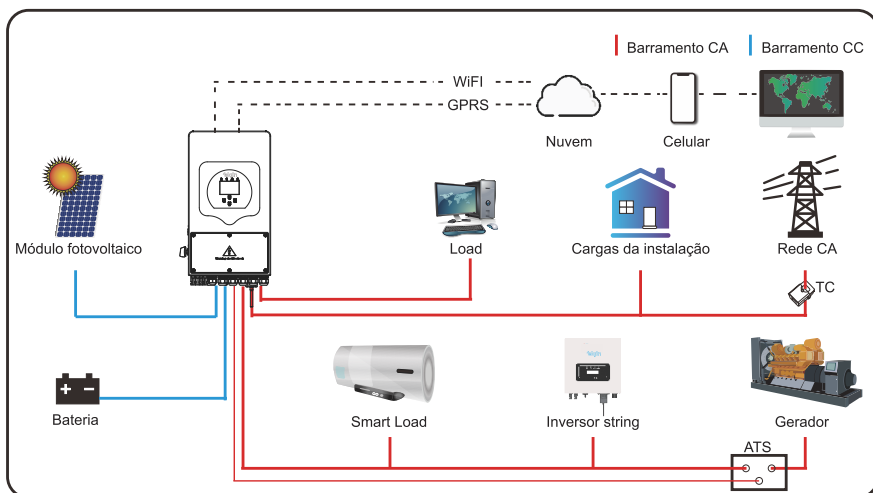 Barramento CA
Barramento CC
WiFI
GPRS
Nuvem
Celular
Módulo fotovoltaico
Load
Cargas da instalação
Rede CA
TC
Bateria
Smart Load
Inversor string
Gerador
ATS